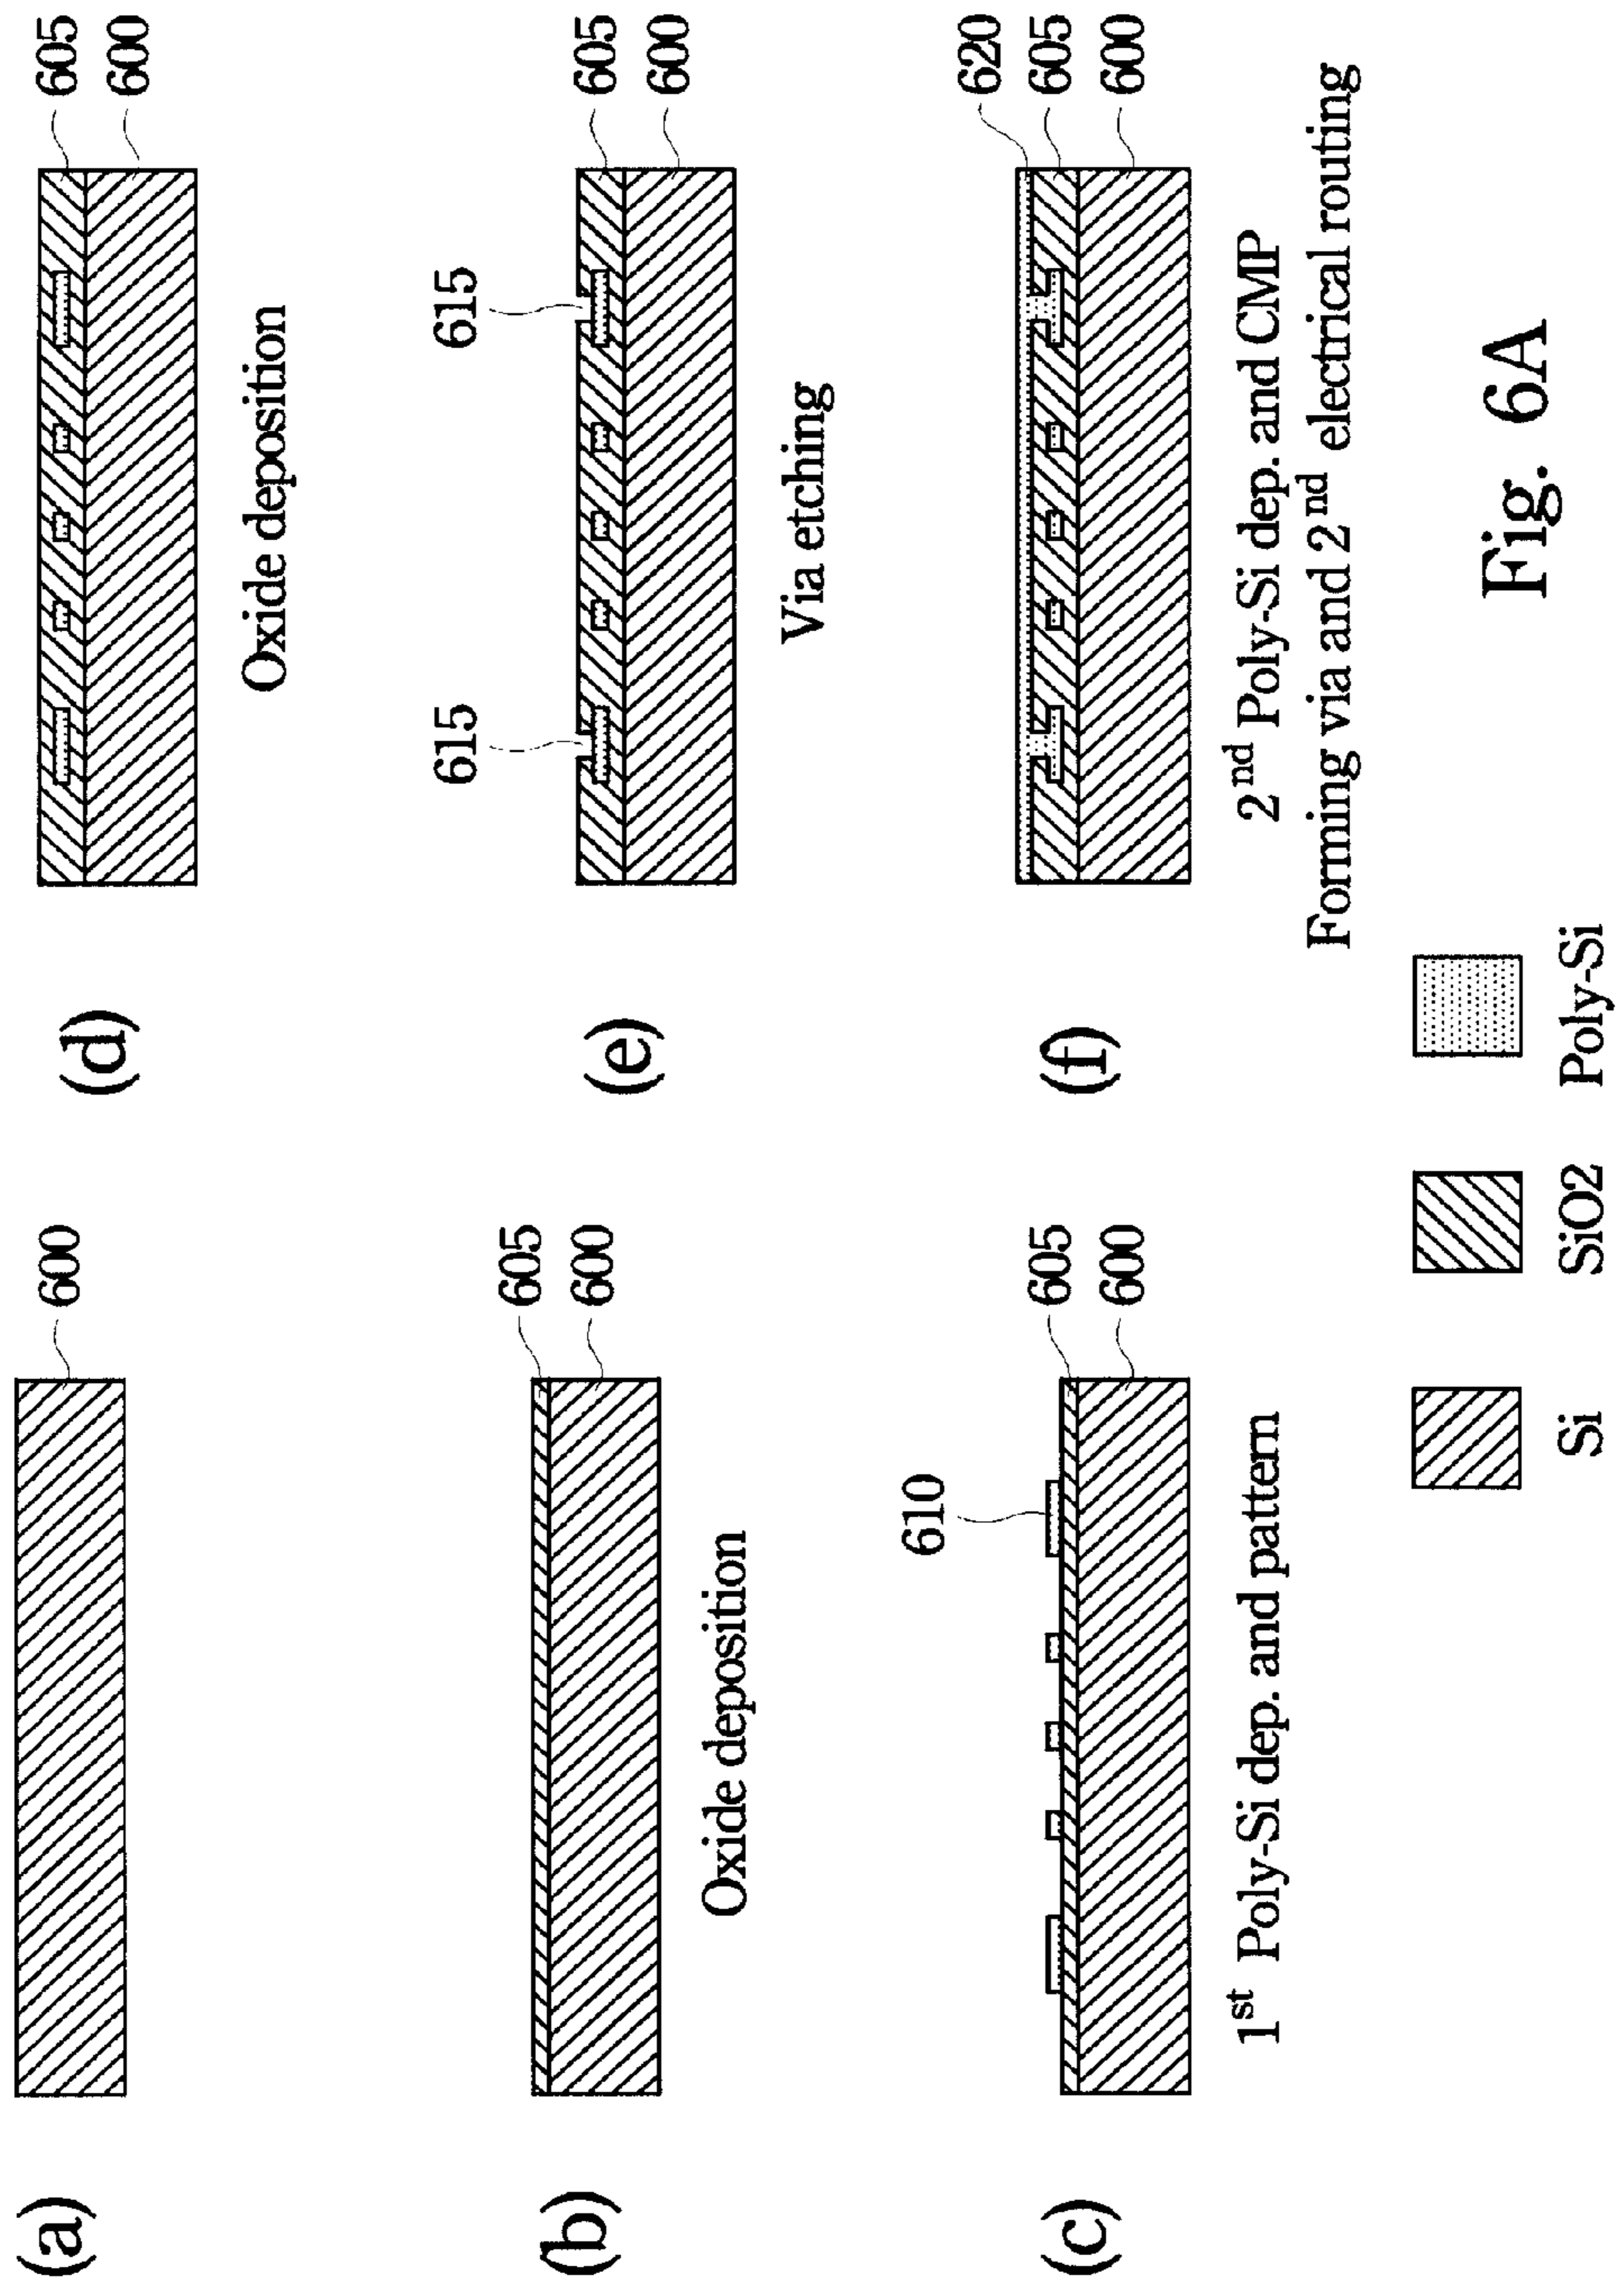 (a)
600
(b)
605
600
Oxide deposition
(c)
610
605
600
1st Poly-Si dep. and pattern
(d)
605
600
Oxide deposition
(e)
615
615
605
600
Via etching
(f)
620
605
600
2nd Poly-Si dep. and CMP
Forming via and 2nd electrical routing
Si
SiO2
Poly-Si
Fig. 6A